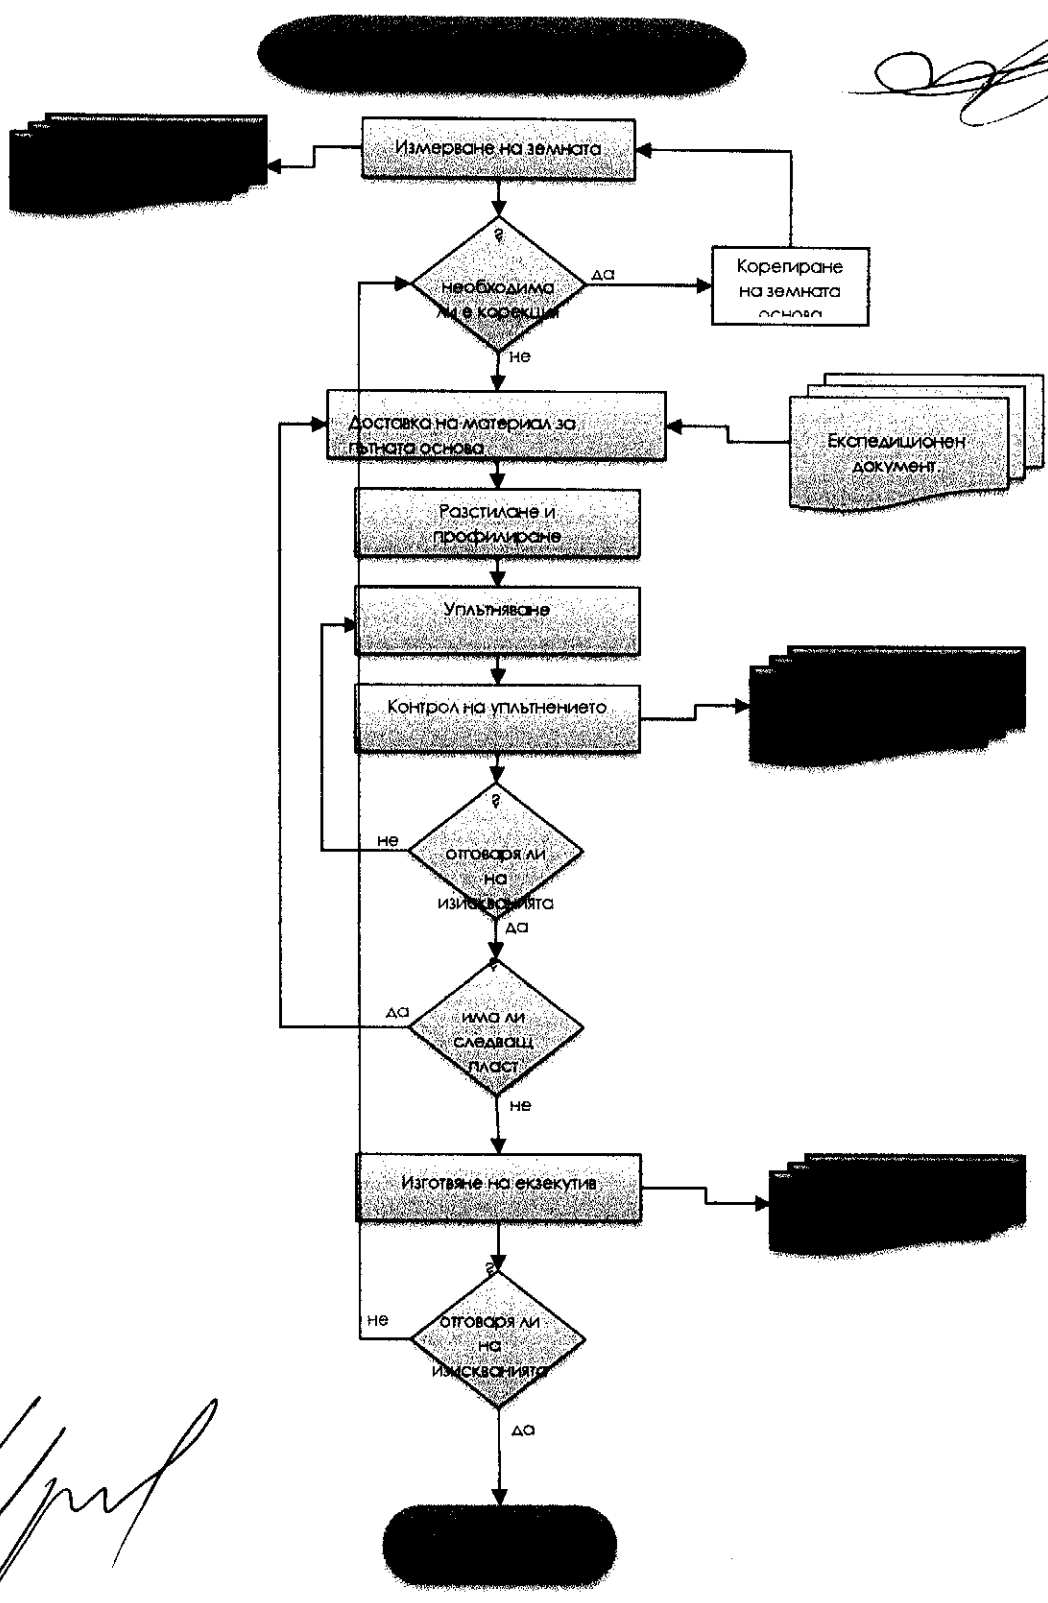 Измерване на земната
?
необходима
ли е корекция
да
Корегиране
на земната
основа
не
Доставка на материал за
пътната основа
Експедиционен
документ.
Разстилане и
профилиране
Уплътняване
Контрол на уплътнението
?
не
отговаря ли
на
изискванията
да
?
да
има ли
следващ
пласт
не
Изготвяне на екзекутив
?
не
отговаря ли
на
изискванията
да